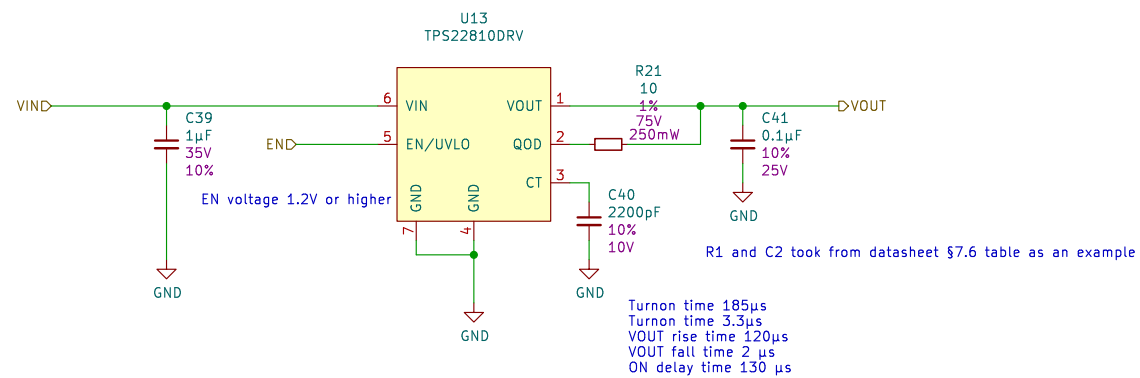 U13
TPS22810DRV
VIN
C39
1µF
35V
10%
6
VIN
5
EN/UVLO
EN
EN voltage 1.2V or higher
GND
GND
7
4
VOUT
1
QOD
2
CT
3
R21
10
1%
75V
250mW
VOUT
C41
0.1µF
10%
25V
GND
C40
2200pF
10%
10V
R1 and C2 took from datasheet §7.6 table as an example
GND
GND
GND
Turnon time 185µs
Turnon time 3.3µs
VOUT rise time 120µs
VOUT fall time 2 µs
ON delay time 130 µs